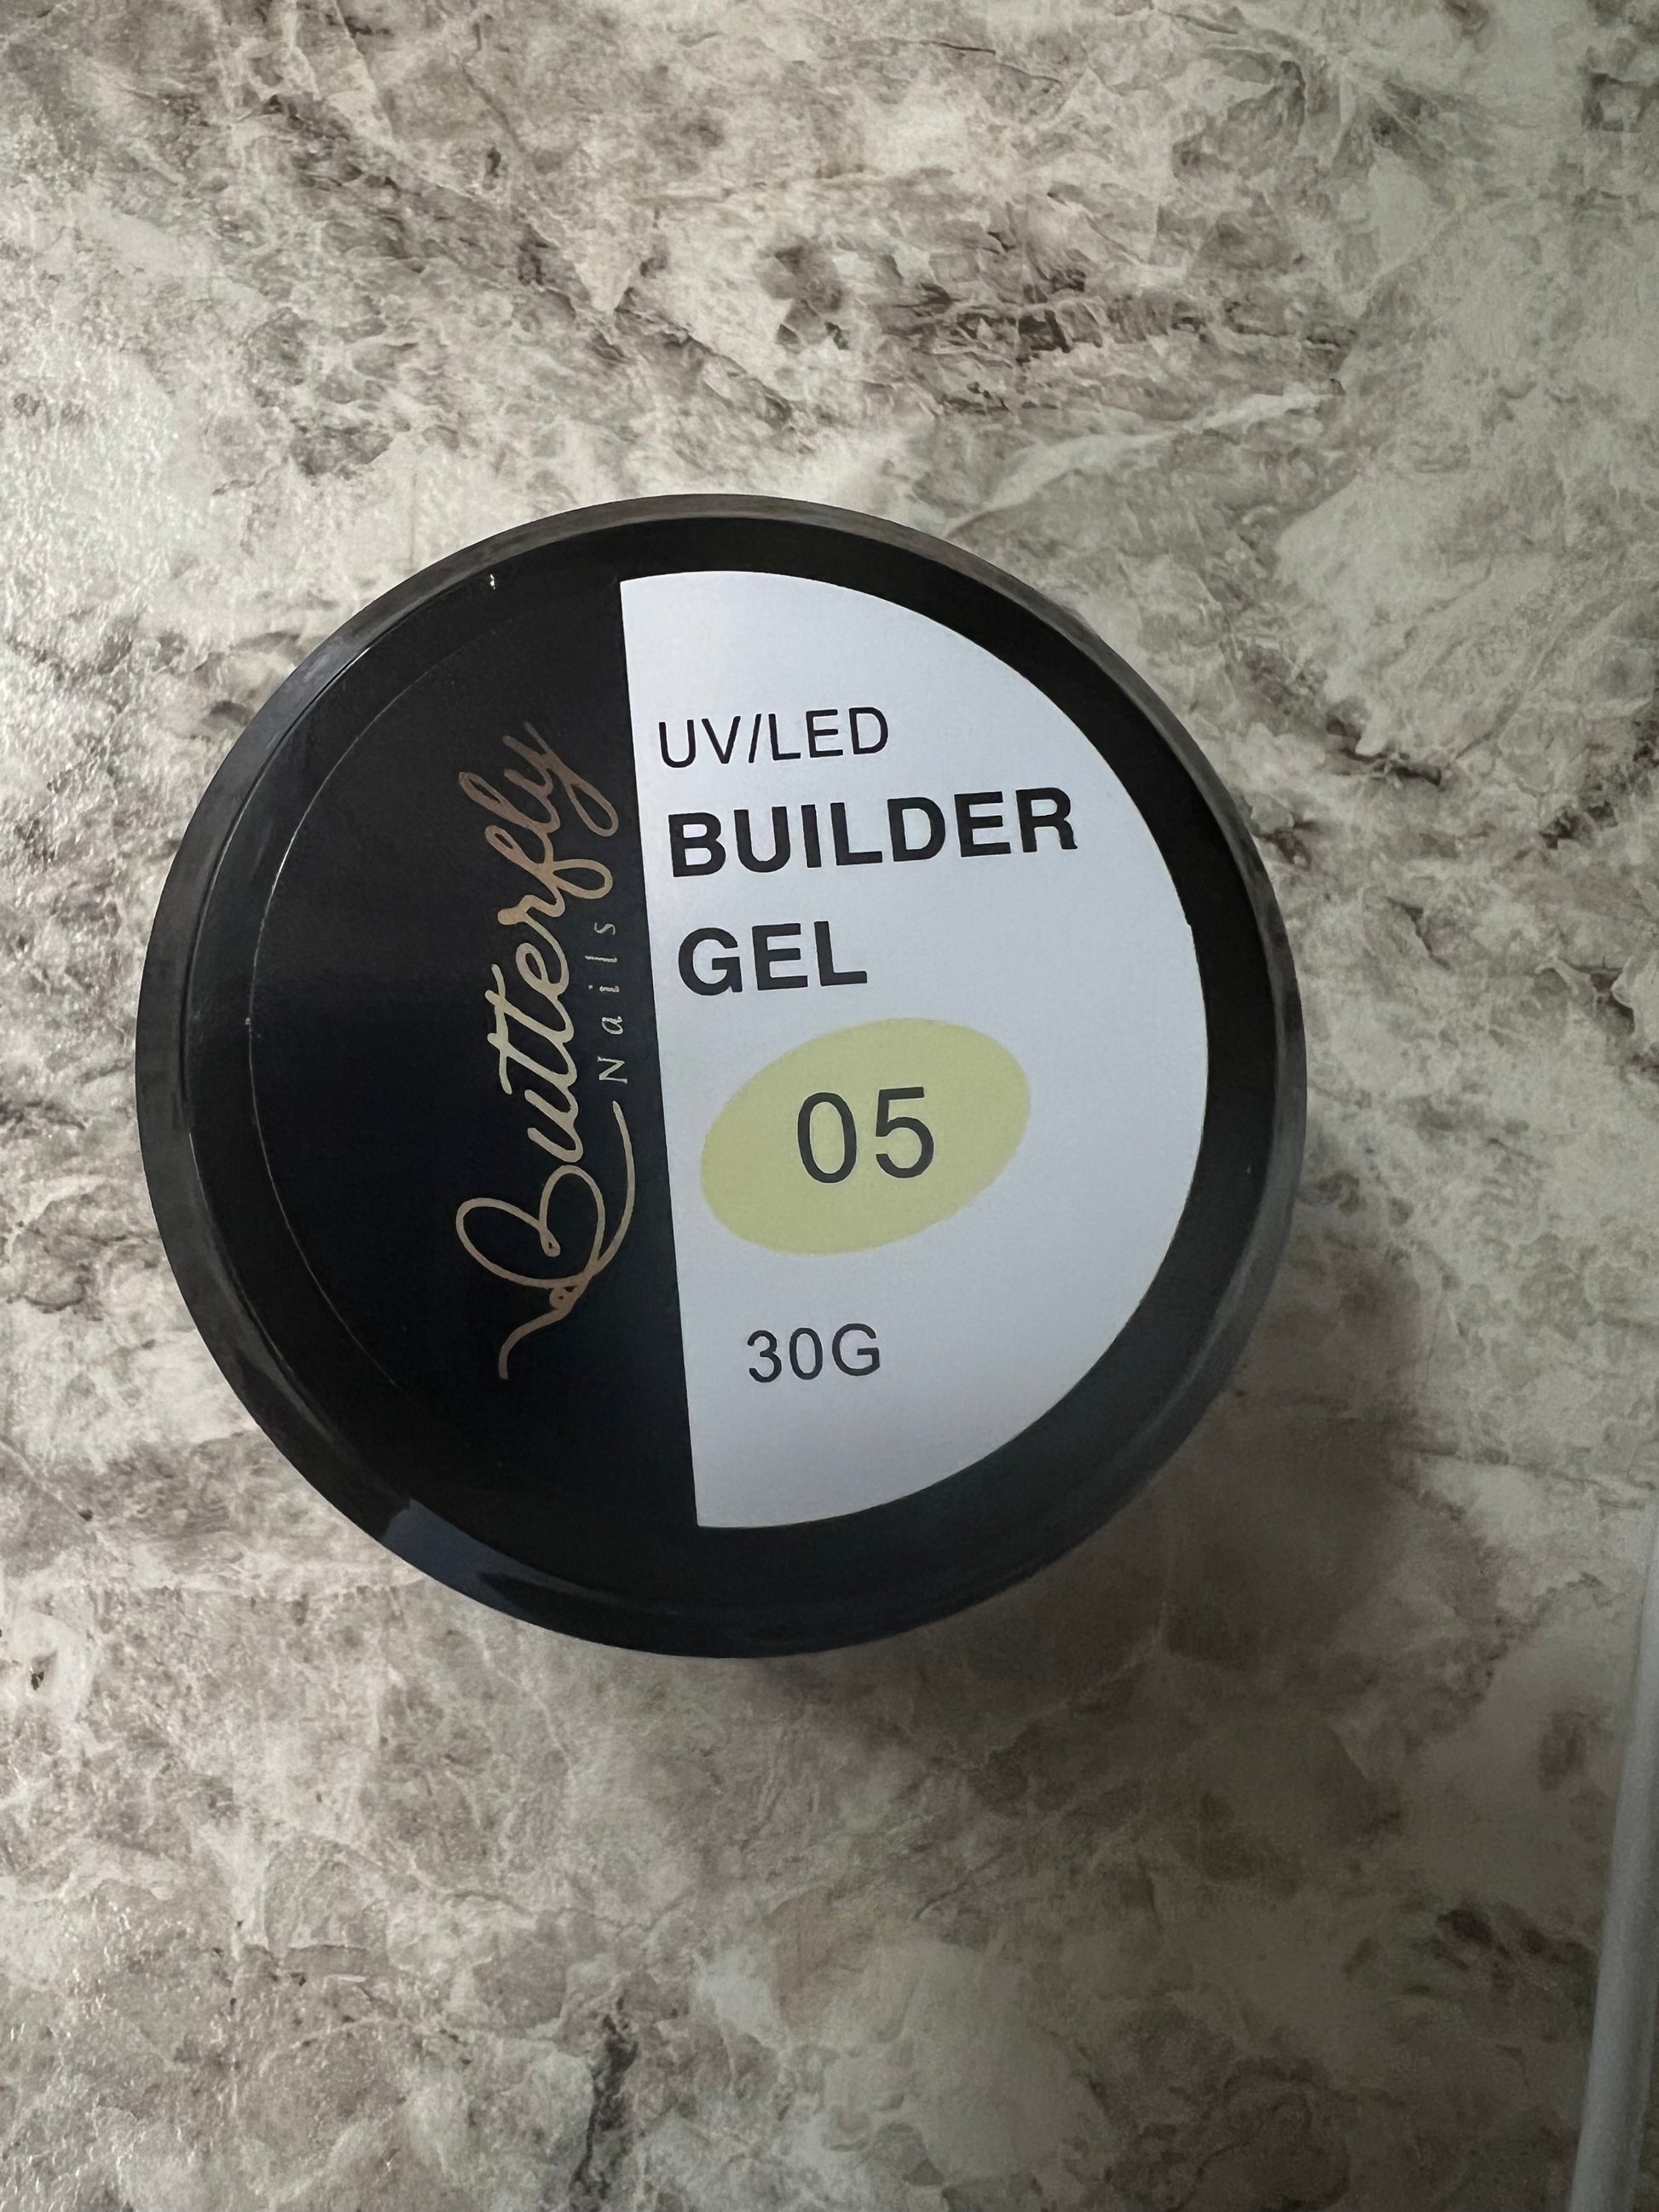 Butterfly
Nails
UV/LED
BUILDER
GEL
05
30G